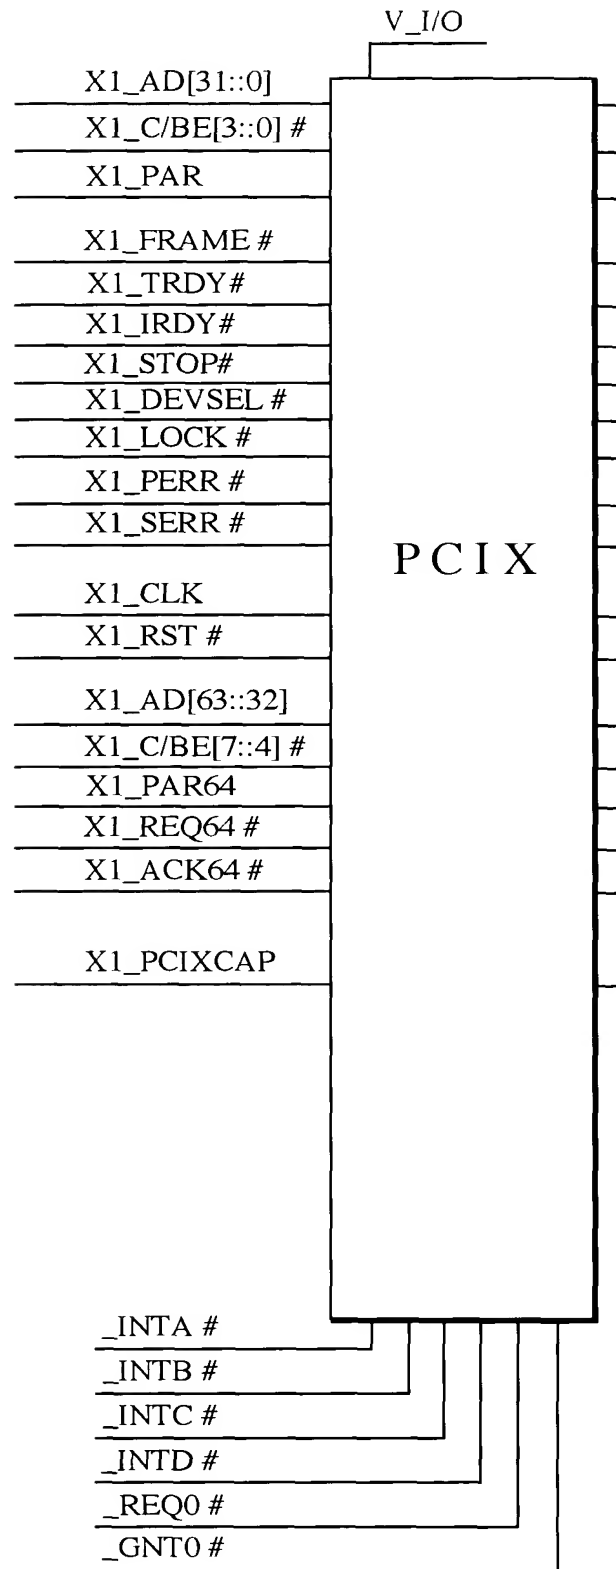 V_I/O
X1_AD[31::0]
X1_C/BE[3::0] #
X1_PAR
X1_FRAME #
X1_TRDY#
X1_IRDY#
X1_STOP#
X1_DEVSEL #
X1_LOCK #
X1_PERR #
X1_SERR #
PCIX
X1_CLK
X1_RST #
X1_AD[63::32]
X1_C/BE[7::4] #
X1_PAR64
X1_REQ64 #
X1_ACK64 #
X1_PCIXCAP
_INTA #
_INTB #
_INTC #
_INTD #
_REQ0 #
_GNT0 #